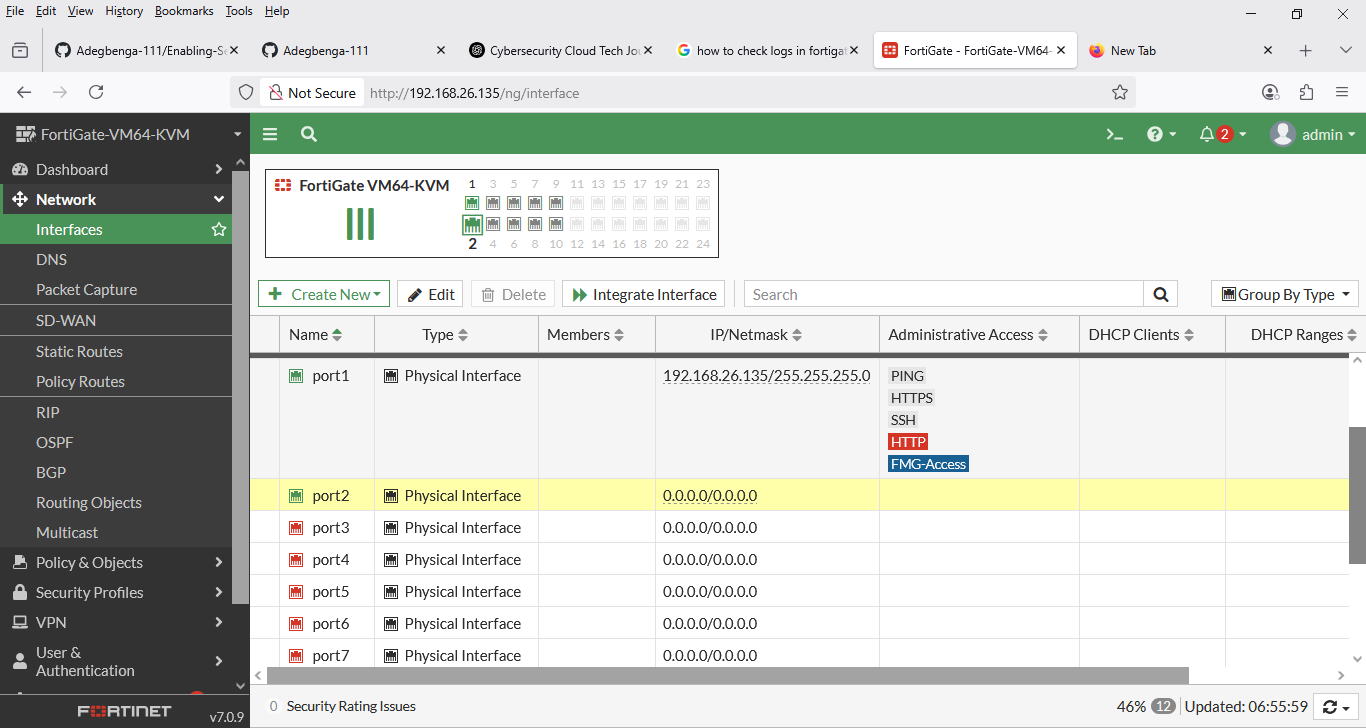 File Edit View History Bookmarks Tools Help
Adegbenga-111/Enabling-Se
Adegbenga-111
Cybersecurity Cloud Tech Jou
how to check logs in fortigat
FortiGate - FortiGate-VM64-
New Tab
Not Secure http://192.168.26.135/ng/interface
FortiGate-VM64-KVM
2 admin
Dashboard
Network
Interfaces
DNS
Packet Capture
SD-WAN
Static Routes
Policy Routes
RIP
OSPF
BGP
Routing Objects
Multicast
Policy & Objects
Security Profiles
VPN
User &
Authentication
FORTINET v7.0.9
FortiGate VM64-KVM
1 3 5 7 9 11 13 15 17 19 21 23
2 4 6 8 10 12 14 16 18 20 22 24
Create New Edit Delete Integrate Interface Search Group By Type
Name Type Members IP/Netmask Administrative Access DHCP Clients DHCP Ranges
port1 Physical Interface 192.168.26.135/255.255.255.0 PING
HTTPS
SSH
HTTP
FMG-Access
port2 Physical Interface 0.0.0.0/0.0.0.0
port3 Physical Interface 0.0.0.0/0.0.0.0
port4 Physical Interface 0.0.0.0/0.0.0.0
port5 Physical Interface 0.0.0.0/0.0.0.0
port6 Physical Interface 0.0.0.0/0.0.0.0
port7 Physical Interface 0.0.0.0/0.0.0.0
0 Security Rating Issues 46% 12 Updated: 06:55:59